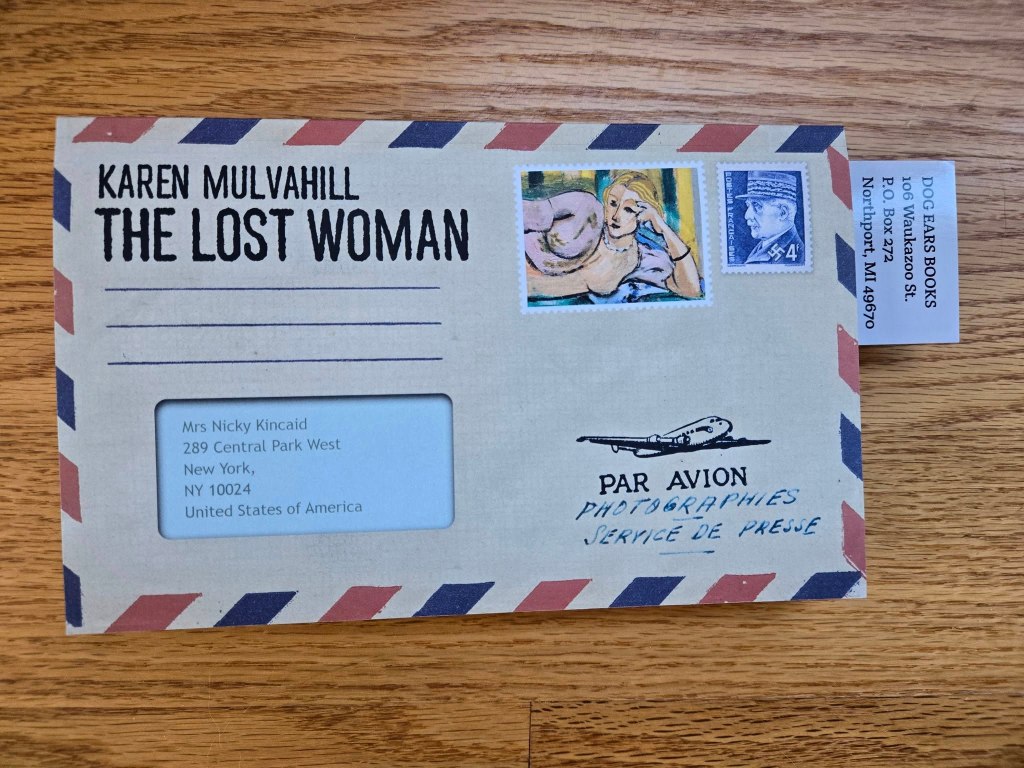 KAREN MULVAHILL
THE LOST WOMAN
4
Mrs Nicky Kincaid
289 Central Park West
New York,
NY 10024
United States of America
PAR AVION
PHOTOGRAPHIES
SERVICE DE PRESSE
DOG EARS BOOKS
106 Waukazoo St.
P.O. Box 272
Northport, MI 49670